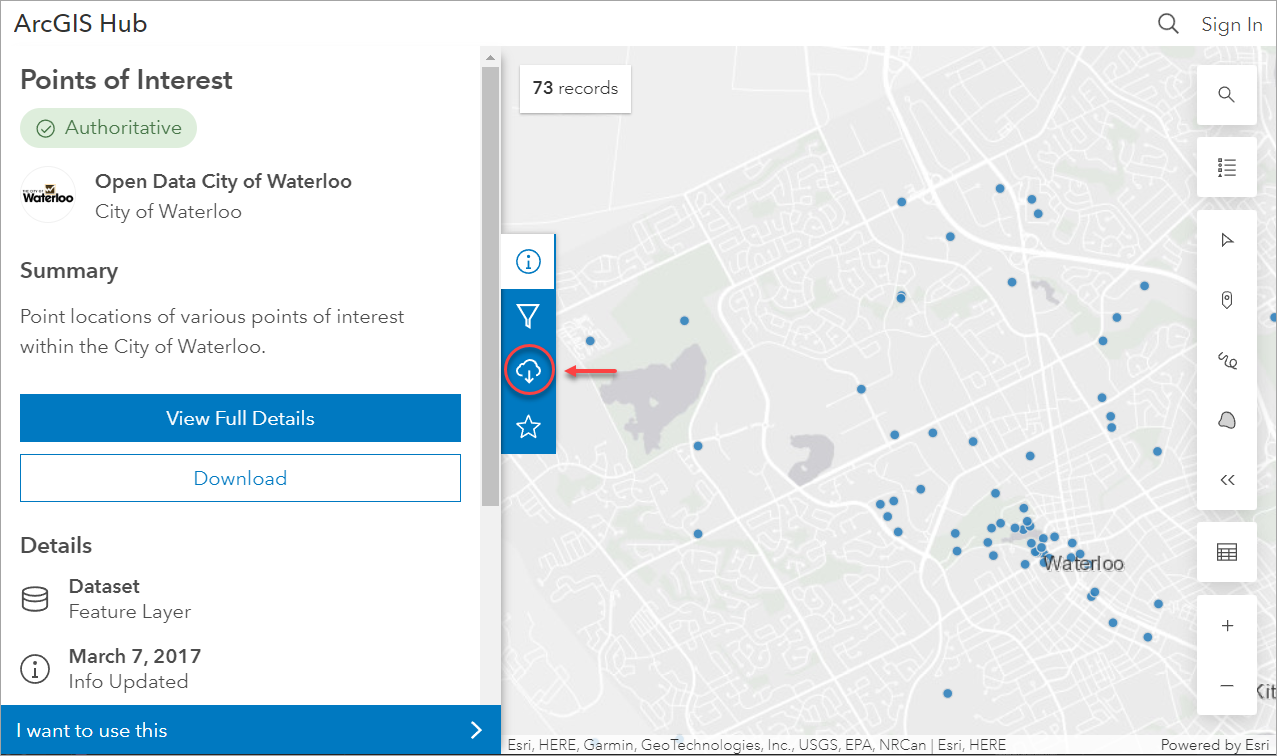 ArcGIS Hub
Sign In
Points of Interest
Authoritative
THE CITY OF
Waterloo
Open Data City of Waterloo
City of Waterloo
Summary
Point locations of various points of interest
within the City of Waterloo.
View Full Details
Download
Details
Dataset
Feature Layer
March 7, 2017
Info Updated
I want to use this
73 records
Waterloo
Kit
Esri, HERE, Garmin, GeoTechnologies, Inc., USGS, EPA, NRCan | Esri, HERE
Powered by Esri